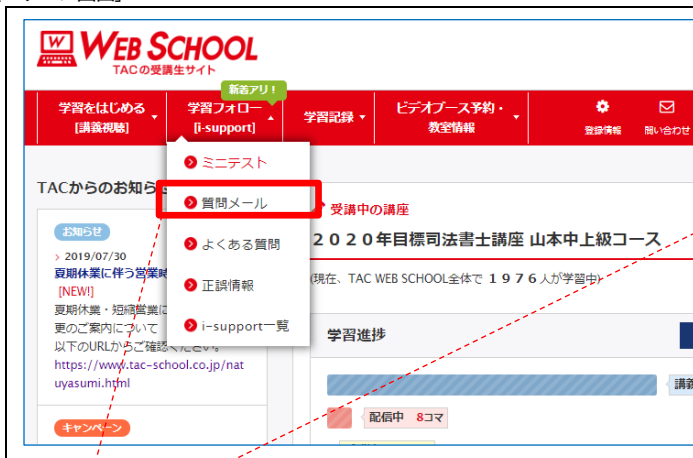 WEB SCHOOL
TACの受講生サイト
新着アリ！
学習をはじめる
[講義視聴]
学習フォロー
[i-support]
学習記録
ビデオブース予約・
教室情報
登録情報
問い合わせ
ミニテスト
質問メール
よくある質問
正誤情報
i-support一覧
TACからのお知ら
お知らせ
2019/07/30
夏期休業に伴う営業時
[NEW!]
夏期休業・短縮営業に
更のご案内について
以下のURLからご確認ください。
https://www.tac-school.co.jp/nat
uyasumi.html
キャンペーン
受講中の講座
2020年目標司法書士講座 山本中上級コース
(現在、TAC WEB SCHOOL全体で 1976人が学習中)
学習進捗
講義
配信中 8コマ